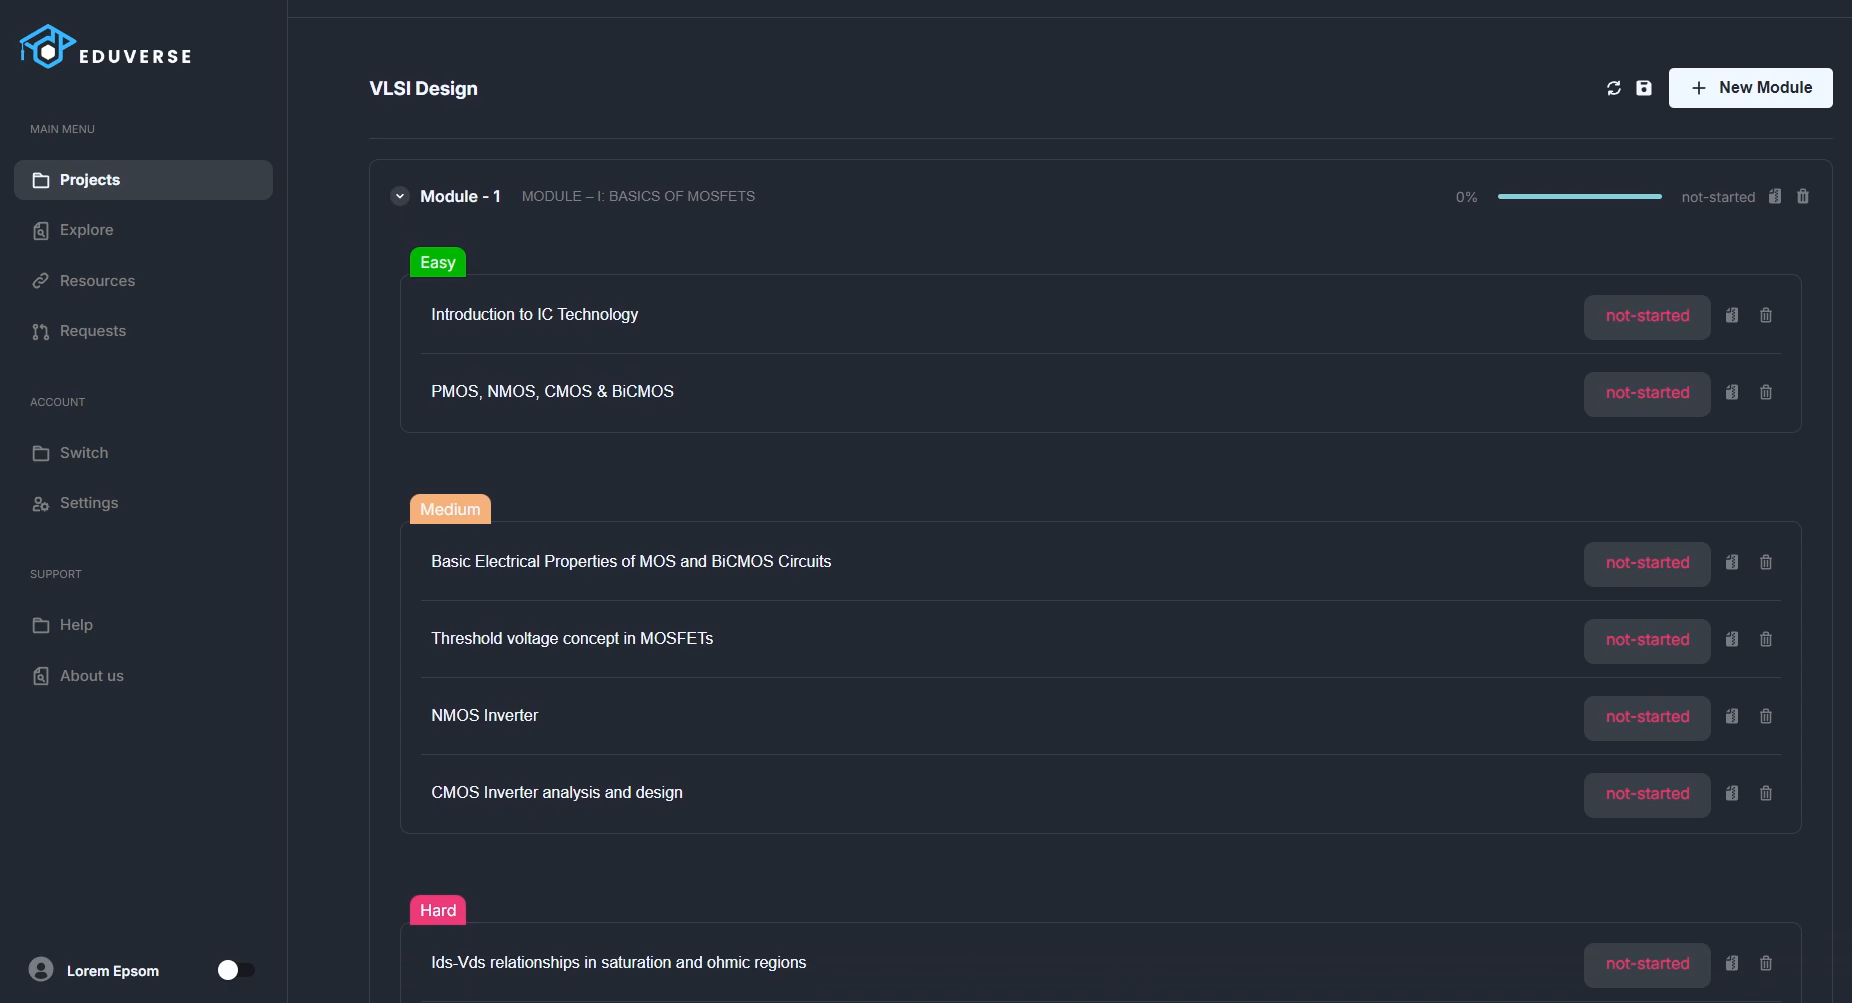 EDUVERSE
MAIN MENU
Projects
Explore
Resources
Requests
ACCOUNT
Switch
Settings
SUPPORT
Help
About us
Lorem Epsom
VLSI Design
New Module
Module - 1 MODULE – I: BASICS OF MOSFETS 0% not-started
Easy
Introduction to IC Technology not-started
PMOS, NMOS, CMOS & BiCMOS not-started
Medium
Basic Electrical Properties of MOS and BiCMOS Circuits not-started
Threshold voltage concept in MOSFETs not-started
NMOS Inverter not-started
CMOS Inverter analysis and design not-started
Hard
Ids-Vds relationships in saturation and ohmic regions not-started